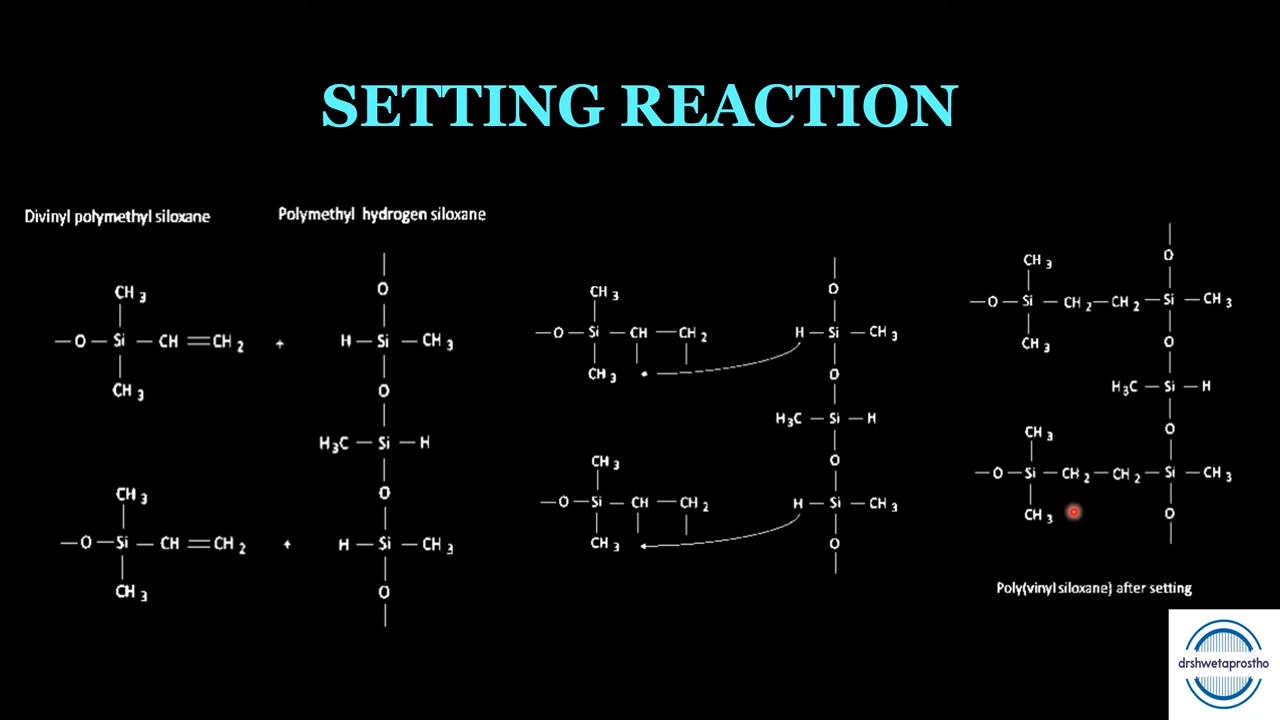 SETTING REACTION
Divinyl polymethyl siloxane
Polymethyl hydrogen siloxane
CH 3
— O — Si — CH ═ CH 2 +
CH 3
CH 3
— O — Si — CH ═ CH 2 +
CH 3
O
H — Si — CH 3
O
H3C — Si — H
O
H — Si — CH 3
O
CH 3
— O — Si — CH — CH 2
CH 3
CH 3
— O — Si — CH — CH 2
CH 3
O
H — Si — CH 3
O
H3C — Si — H
O
H — Si — CH 3
O
O
CH 3
— O — Si — CH 2 — CH 2 — Si — CH 3
CH 3
O
H3C — Si — H
O
CH 3
— O — Si — CH 2 — CH 2 — Si — CH 3
CH 3
O
Poly(vinyl siloxane) after setting
drshwetaprostho